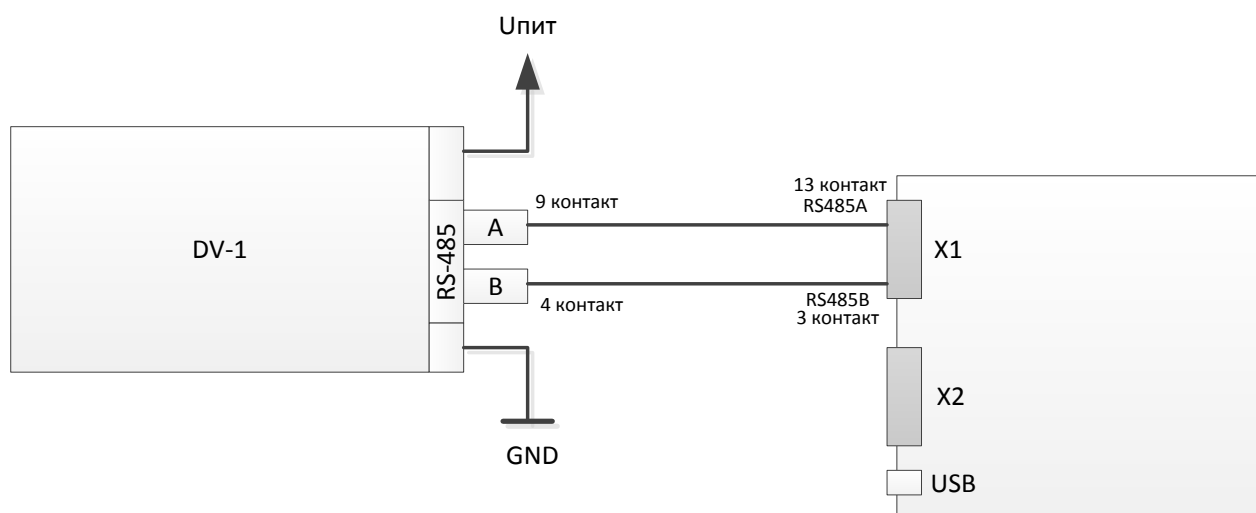 Uпит
13 контакт
RS485A
9 контакт
A
X1
DV-1
RS-485
B
4 контакт
RS485B
3 контакт
X2
GND
USB